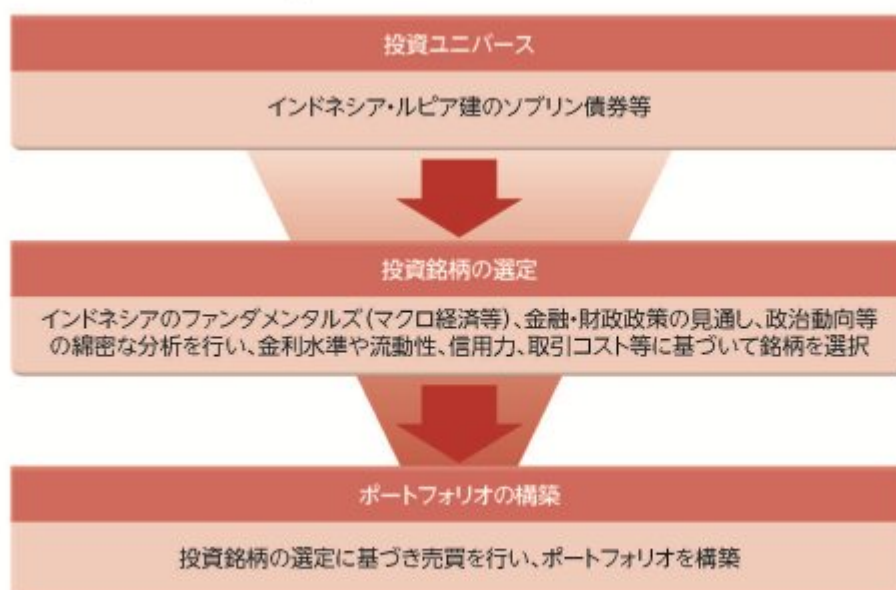 投資ユニバース
インドネシア・ルピア建のソブリン債券等
投資銘柄の選定
インドネシアのファンダメンタルズ(マクロ経済等)、金融・財政政策の見通し、政治動向等
の綿密な分析を行い、金利水準や流動性、信用力、取引コスト等に基づいて銘柄を選択
ポートフォリオの構築
投資銘柄の選定に基づき売買を行い、ポートフォリオを構築